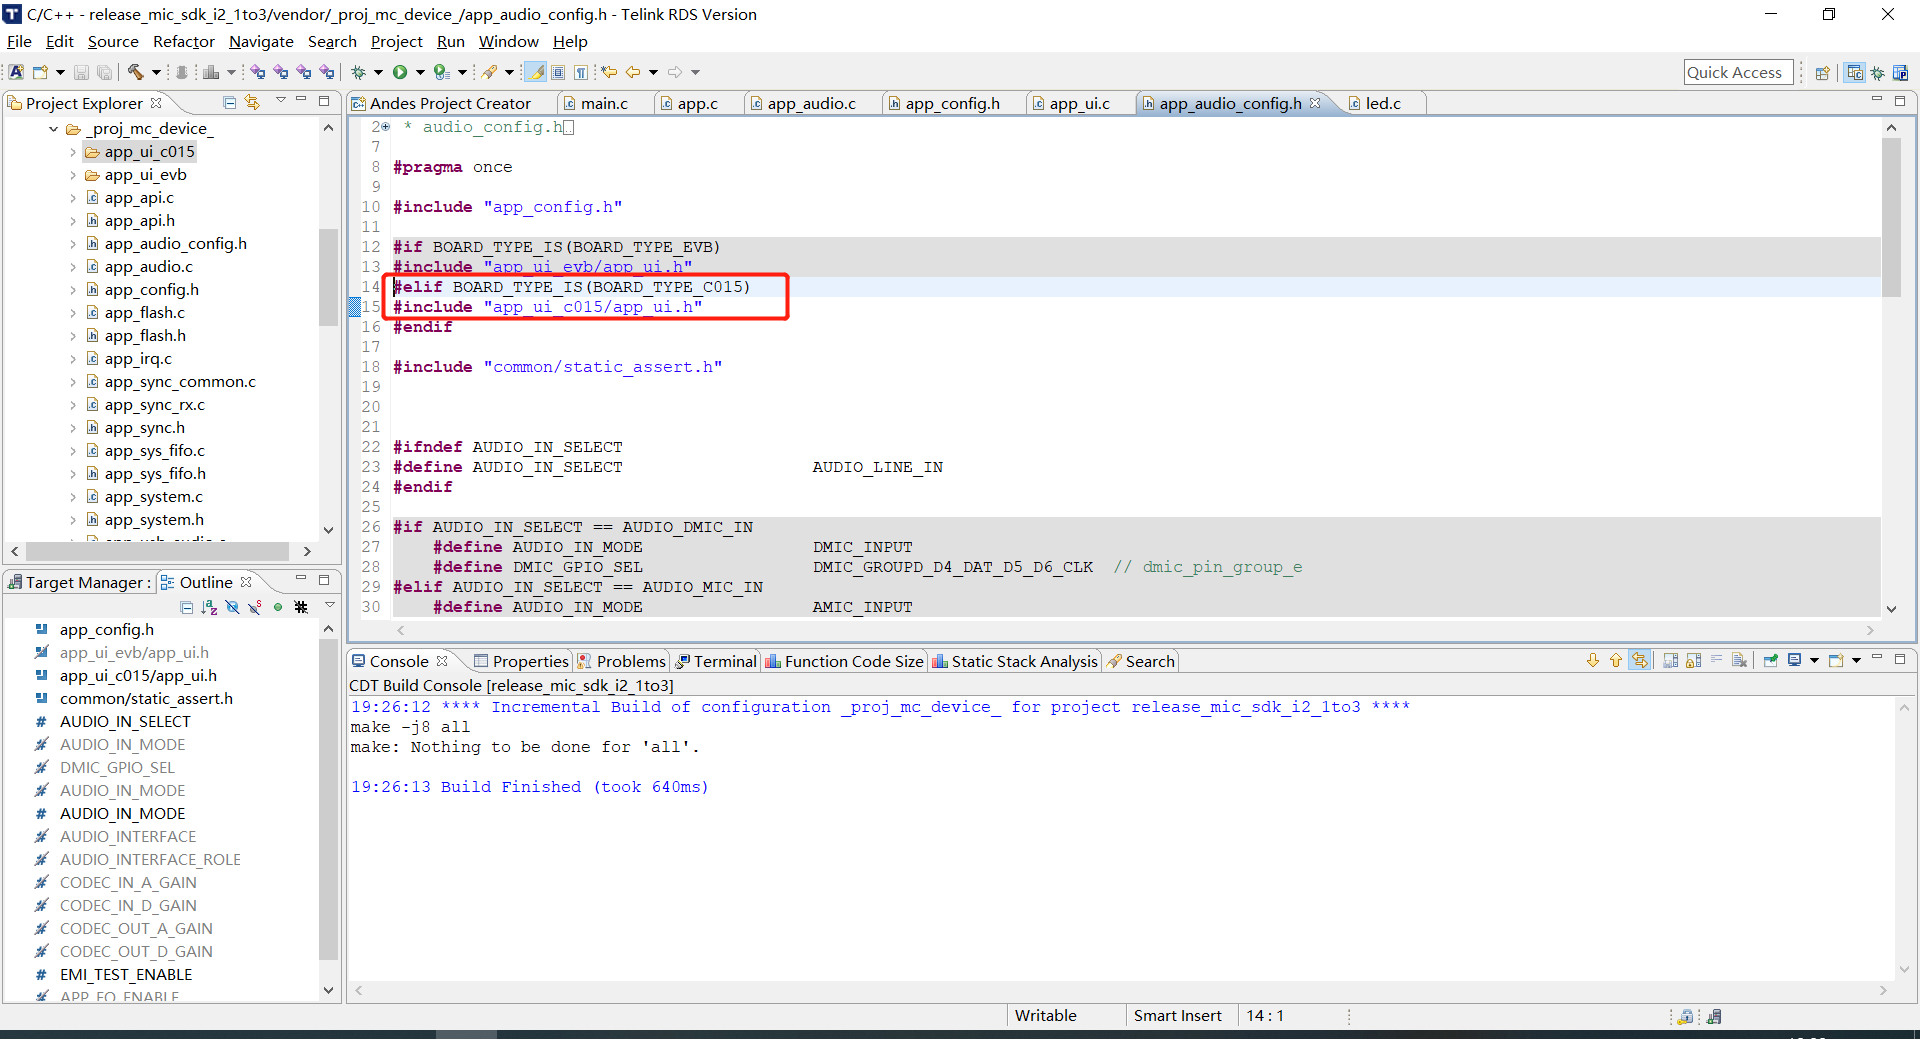 C/C++ - release_mic_sdk_i2_1to3/vendor/_proj_mc_device_/app_audio_config.h - Telink RDS Version
File Edit Source Refactor Navigate Search Project Run Window Help
Quick Access
Project Explorer
_proj_mc_device_
app_ui_c015
app_ui_evb
app_api.c
app_api.h
app_audio_config.h
app_audio.c
app_config.h
app_flash.c
app_flash.h
app_irq.c
app_sync_common.c
app_sync_rx.c
app_sync.h
app_sys_fifo.c
app_sys_fifo.h
app_system.c
app_system.h
Andes Project Creator main.c app.c app_audio.c app_config.h app_ui.c app_audio_config.h led.c
2 * audio_config.h
7
8 #pragma once
9
10 #include "app_config.h"
11
12 #if BOARD_TYPE_IS(BOARD_TYPE_EVB)
13 #include "app_ui_evb/app_ui.h"
14 #elif BOARD_TYPE_IS(BOARD_TYPE_C015)
15 #include "app_ui_c015/app_ui.h"
16 #endif
17
18 #include "common/static_assert.h"
19
20
21
22 #ifndef AUDIO_IN_SELECT
23 #define AUDIO_IN_SELECT AUDIO_LINE_IN
24 #endif
25
26 #if AUDIO_IN_SELECT == AUDIO_DMIC_IN
27 #define AUDIO_IN_MODE DMIC_INPUT
28 #define DMIC_GPIO_SEL DMIC_GROUPD_D4_DAT_D5_D6_CLK // dmic_pin_group_e
29 #elif AUDIO_IN_SELECT == AUDIO_MIC_IN
30 #define AUDIO_IN_MODE AMIC_INPUT
Target Manager : Outline
app_config.h
app_ui_evb/app_ui.h
app_ui_c015/app_ui.h
common/static_assert.h
AUDIO_IN_SELECT
AUDIO_IN_MODE
DMIC_GPIO_SEL
AUDIO_IN_MODE
AUDIO_IN_MODE
AUDIO_INTERFACE
AUDIO_INTERFACE_ROLE
CODEC_IN_A_GAIN
CODEC_IN_D_GAIN
CODEC_OUT_A_GAIN
CODEC_OUT_D_GAIN
EMI_TEST_ENABLE
APP_EQ_ENABLE
Console Properties Problems Terminal Function Code Size Static Stack Analysis Search
CDT Build Console [release_mic_sdk_i2_1to3]
19:26:12 **** Incremental Build of configuration _proj_mc_device_ for project release_mic_sdk_i2_1to3 ****
make -j8 all
make: Nothing to be done for 'all'.
19:26:13 Build Finished (took 640ms)
Writable Smart Insert 14 : 1